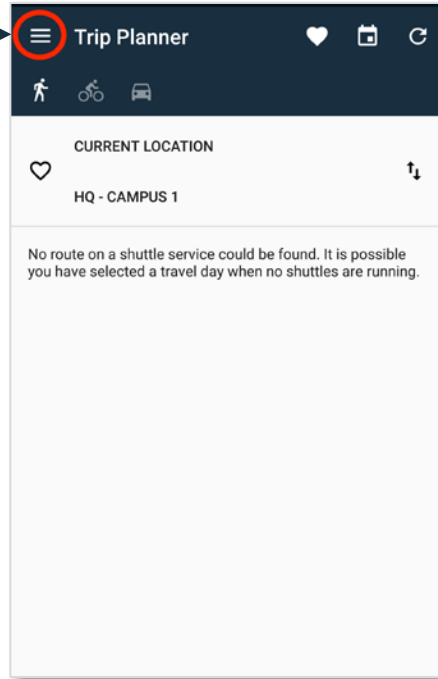 Trip Planner
CURRENT LOCATION
HQ - CAMPUS 1
No route on a shuttle service could be found. It is possible
you have selected a travel day when no shuttles are running.